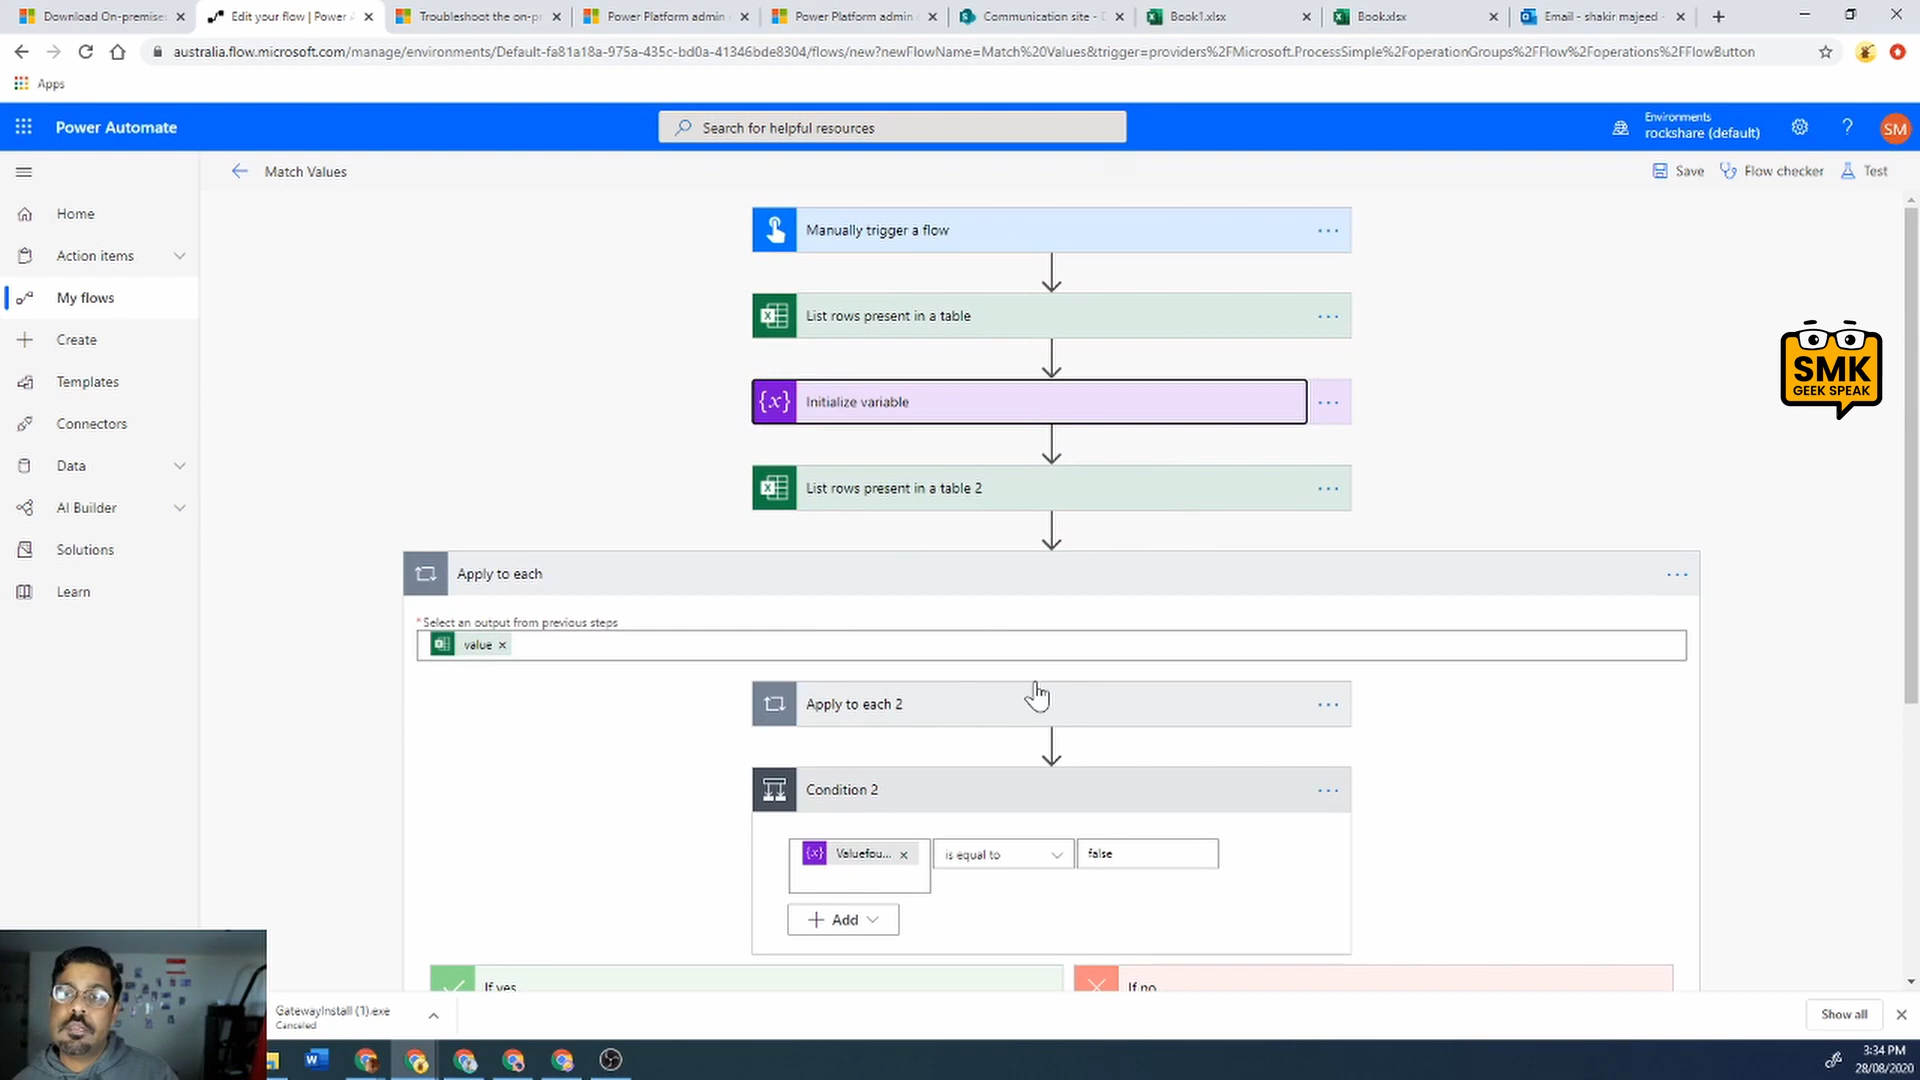 Download On-premises
Edit your flow | Power A
Troubleshoot the on-pr
Power Platform admin
Power Platform admin
Communication site -
Book1.xlsx
Book.xlsx
Email - shakir majeed -
australia.flow.microsoft.com/manage/environments/Default-fa81a18a-975a-435c-bd0a-41346bde8304/flows/new?newFlowName=Match%20Values&trigger=providers%2FMicrosoft.ProcessSimple%2FoperationGroups%2FFlow%2Foperations%2FFlowButton
Apps
Power Automate
Search for helpful resources
Environments
rockshare (default)
?
SM
Match Values
Save
Flow checker
Test
Home
Action items
My flows
Create
Templates
Connectors
Data
AI Builder
Solutions
Learn
Manually trigger a flow
List rows present in a table
{x} Initialize variable
List rows present in a table 2
SMK
GEEK SPEAK
Apply to each
* Select an output from previous steps
value
Apply to each 2
Condition 2
{x} Valuefou...
is equal to
false
Add
If yes
If no
GatewayInstall (1).exe
Canceled
Show all
3:34 PM
28/08/2020